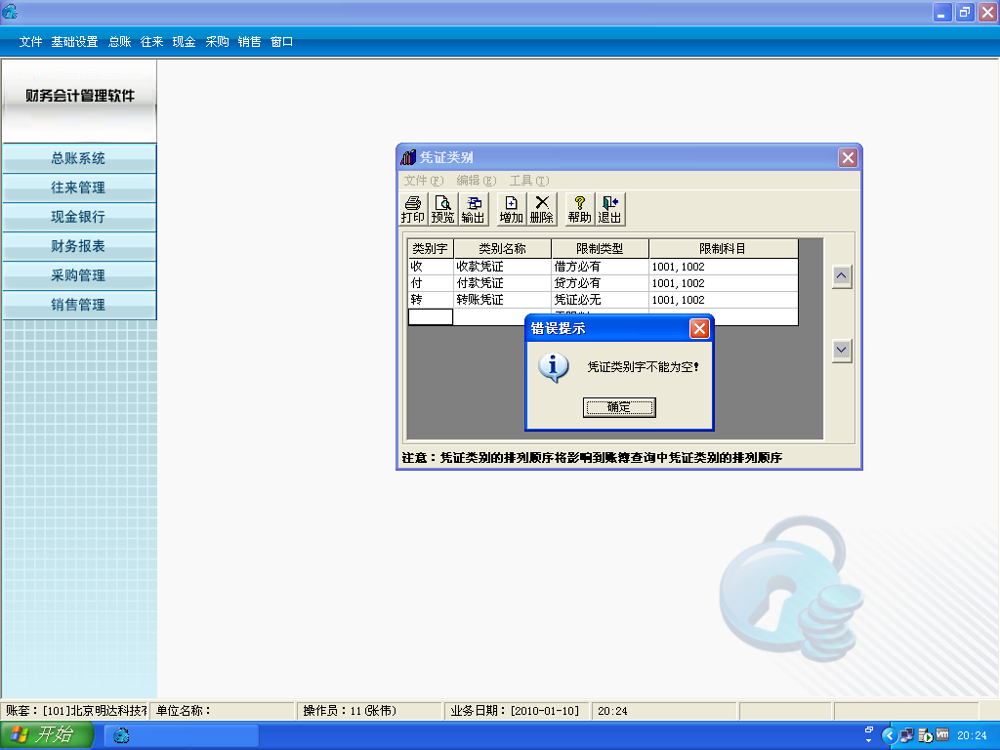 文件 基础设置 总账 往来 现金 采购 销售 窗口
财务会计管理软件
总账系统
往来管理
现金银行
财务报表
采购管理
销售管理
凭证类别
文件(F) 编辑(E) 工具(T)
打印 预览 输出 增加 删除 帮助 退出
类别字 类别名称 限制类型 限制科目
收 收款凭证 借方必有 1001,1002
付 付款凭证 贷方必有 1001,1002
转 转账凭证 凭证必无 1001,1002
错误提示
凭证类别字不能为空!
确定
注意：凭证类别的排列顺序将影响到账簿查询中凭证类别的排列顺序
账套：[101]北京明达科技 单位名称： 操作员：11(张伟) 业务日期：[2010-01-10] 20:24
开始 20:24